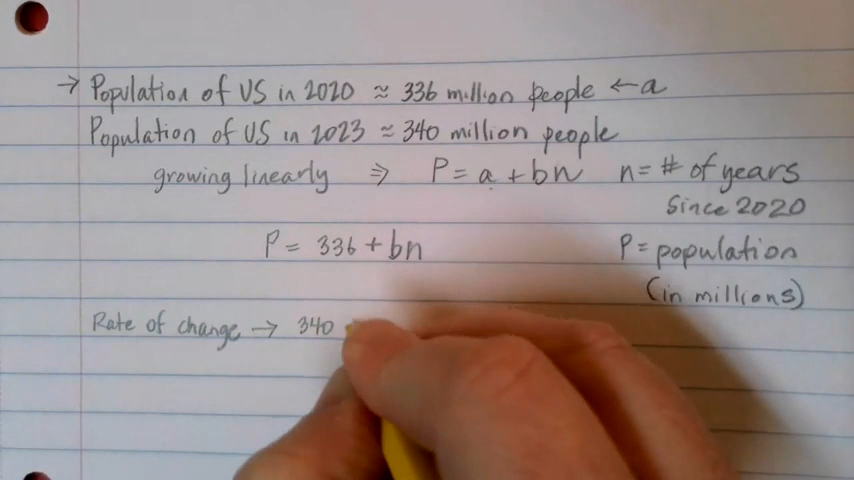 → Population of US in 2020 ≈ 336 million people ← a
Population of US in 2023 ≈ 340 million people
growing linearly ⇒ P = a + bn n = # of years
since 2020
P = 336 + bn P = population
(in millions)
Rate of change → 340